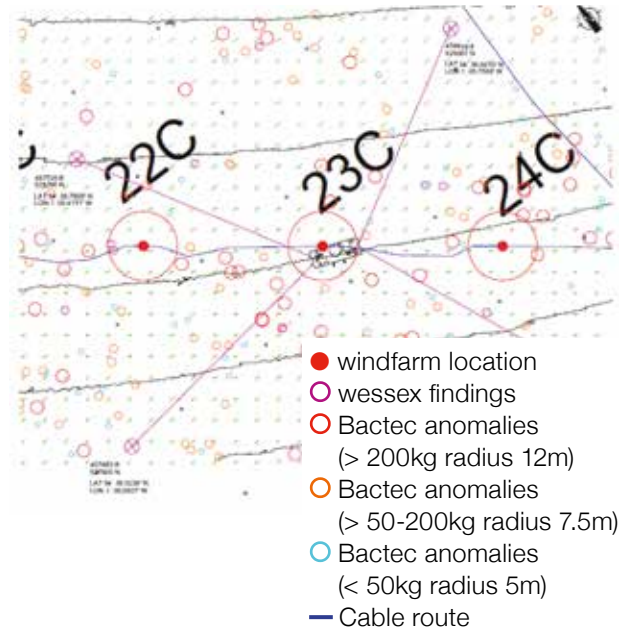 22C
23C
24C
windfarm location
wessex findings
Bactec anomalies
(> 200kg radius 12m)
Bactec anomalies
(> 50-200kg radius 7.5m)
Bactec anomalies
(< 50kg radius 5m)
Cable route